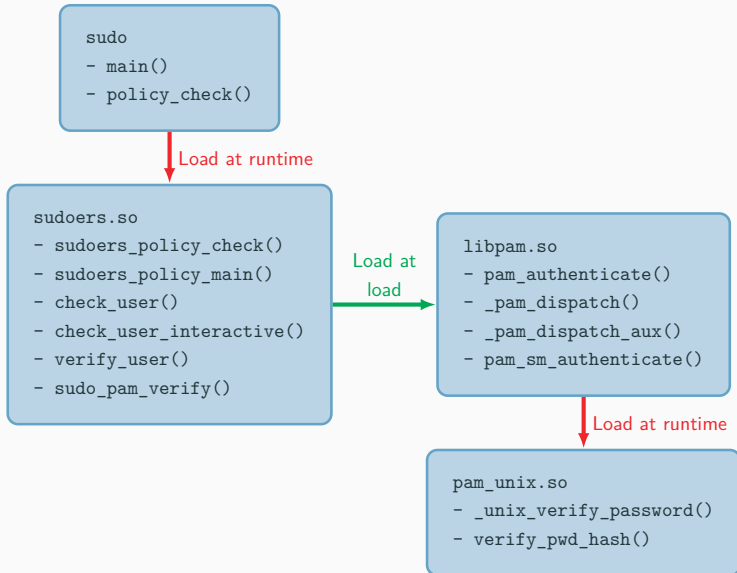 sudo
- main()
- policy_check()
Load at runtime
sudoers.so
- sudoers_policy_check()
- sudoers_policy_main()
- check_user()
- check_user_interactive()
- verify_user()
- sudo_pam_verify()
Load at
load
libpam.so
- pam_authenticate()
- _pam_dispatch()
- _pam_dispatch_aux()
- pam_sm_authenticate()
Load at runtime
pam_unix.so
- _unix_verify_password()
- verify_pwd_hash()